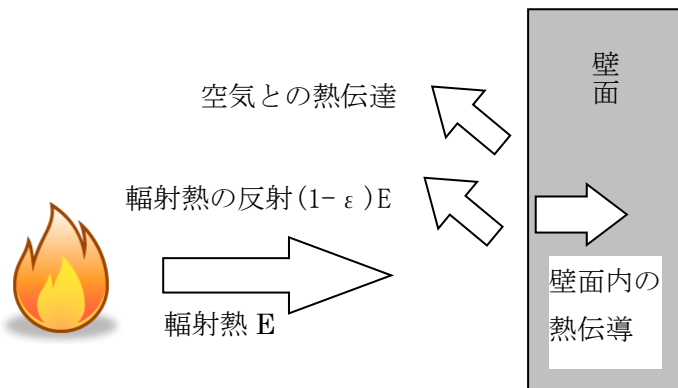 壁面
空気との熱伝達
輻射熱の反射(1-ε)E
輻射熱 E
壁面内の
熱伝導